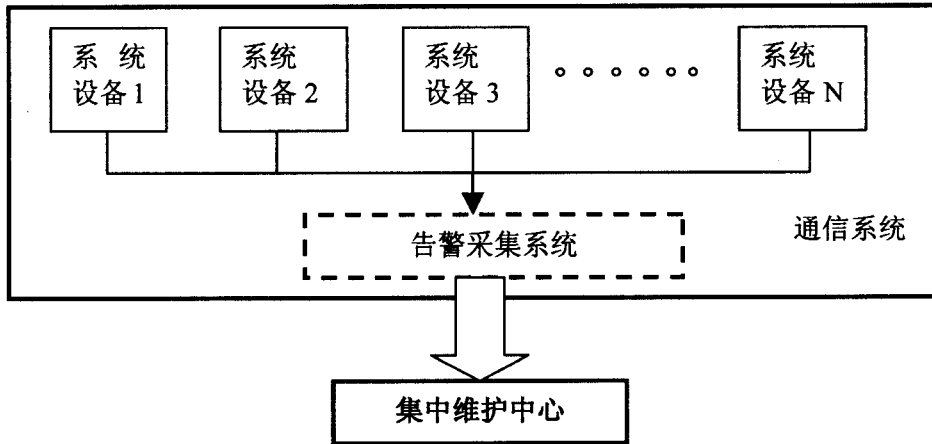 系 统
设备 1
系统
设备 2
系统
设备 3
系统
设备 N
告警采集系统
通信系统
集中维护中心